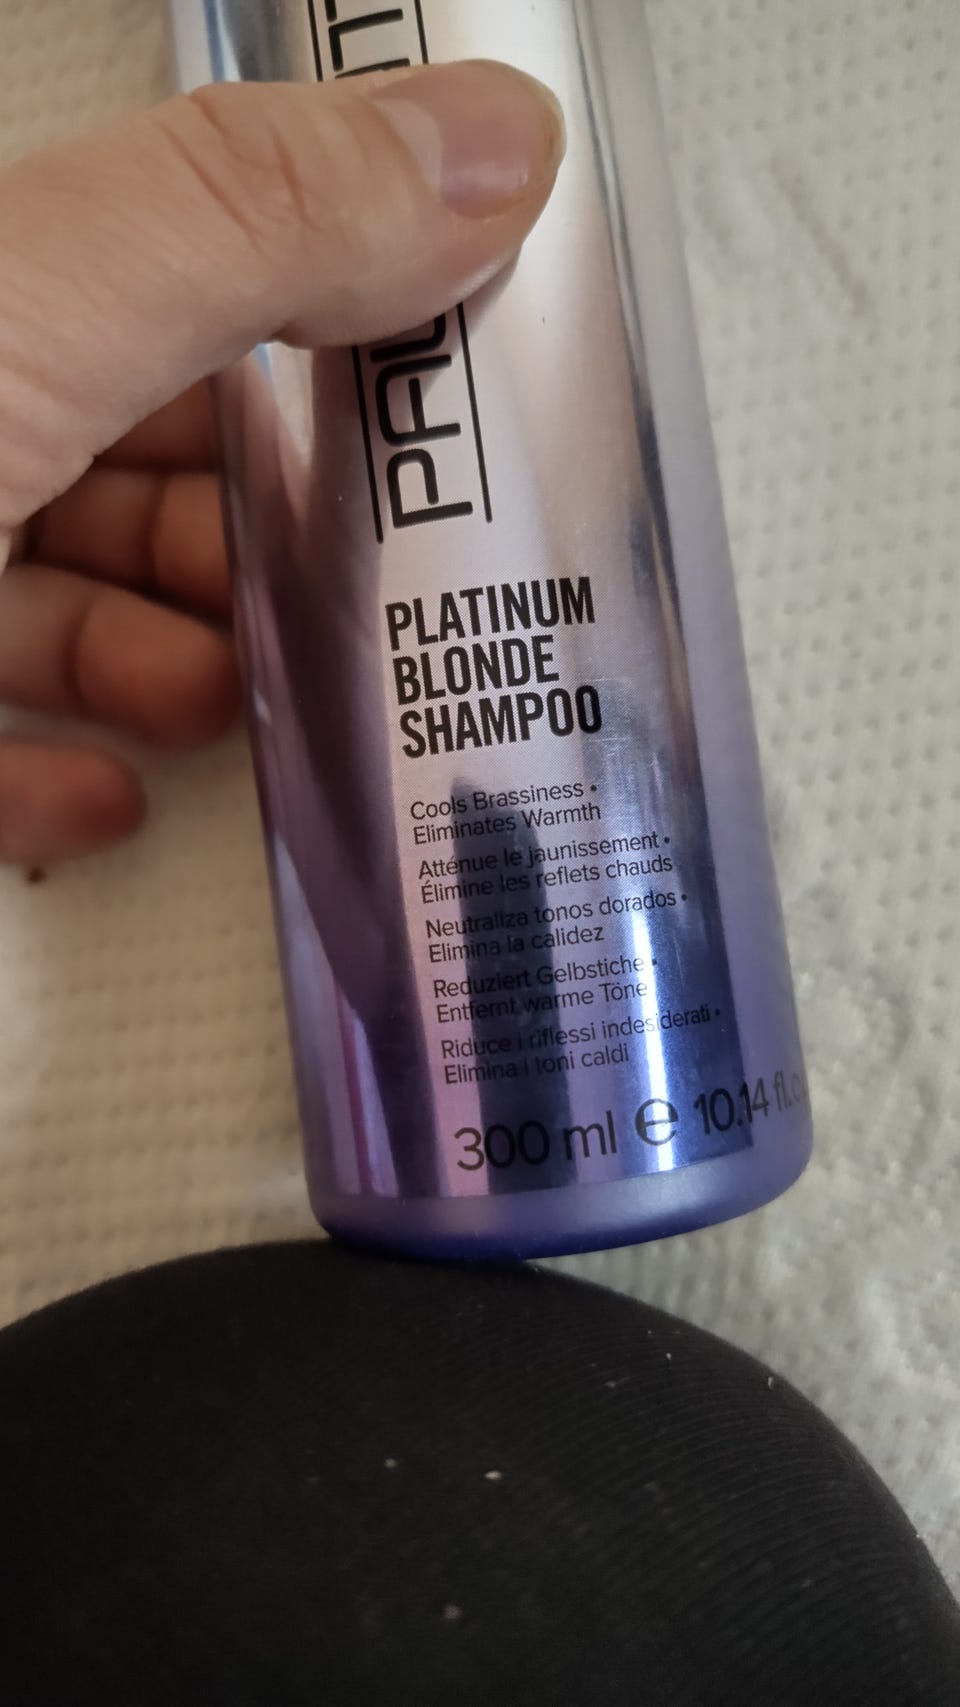 PLATINUM
BLONDE
SHAMPOO
Cools Brassiness •
Eliminates Warmth
Atténue le jaunissement •
Élimine les reflets chauds
Neutraliza tonos dorados •
Elimina la calidez
Reduziert Gelbstiche •
Entfernt warme Töne
Riduce i riflessi indesiderati •
Elimina i toni caldi
300 ml ℮ 10.14 fl.